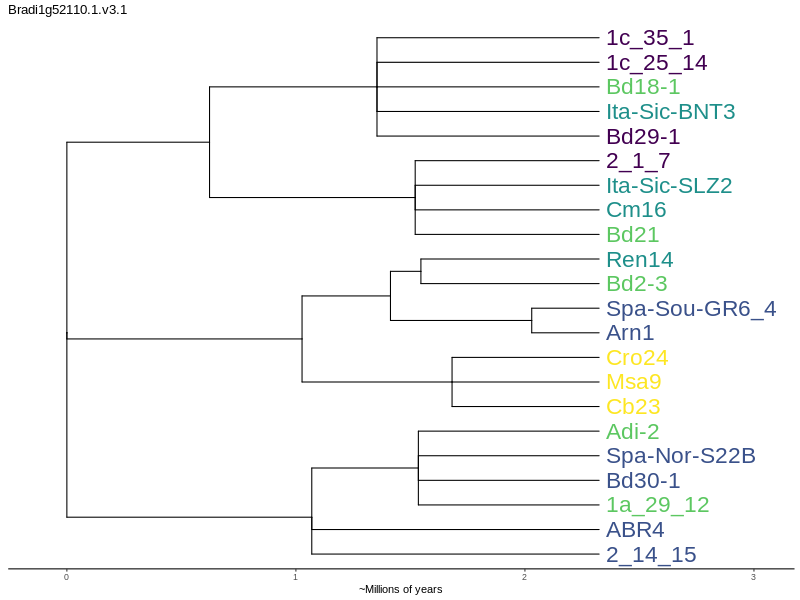 Bradi1g52110.1.v3.1
1c_35_1
1c_25_14
Bd18-1
Ita-Sic-BNT3
Bd29-1
2_1_7
Ita-Sic-SLZ2
Cm16
Bd21
Ren14
Bd2-3
Spa-Sou-GR6_4
Arn1
Cro24
Msa9
Cb23
Adi-2
Spa-Nor-S22B
Bd30-1
1a_29_12
ABR4
2_14_15
0 1 2 3
~Millions of years